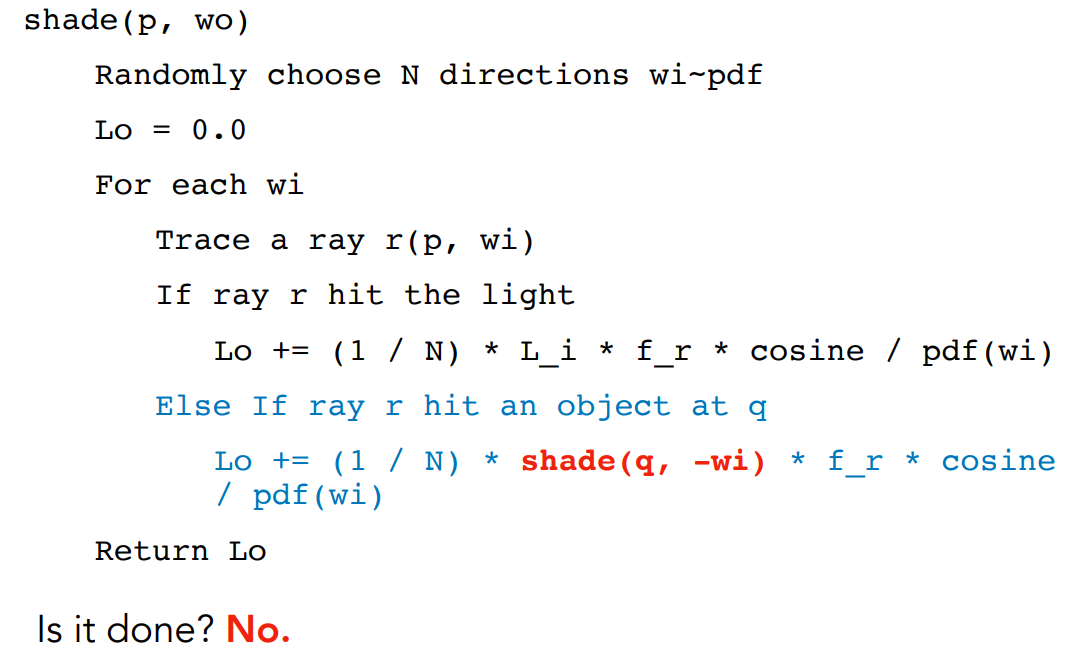 shade(p, wo)
Randomly choose N directions wi~pdf
Lo = 0.0
For each wi
Trace a ray r(p, wi)
If ray r hit the light
Lo += (1 / N) * L_i * f_r * cosine / pdf(wi)
Else If ray r hit an object at q
Lo += (1 / N) * shade(q, -wi) * f_r * cosine
/ pdf(wi)
Return Lo
Is it done? No.